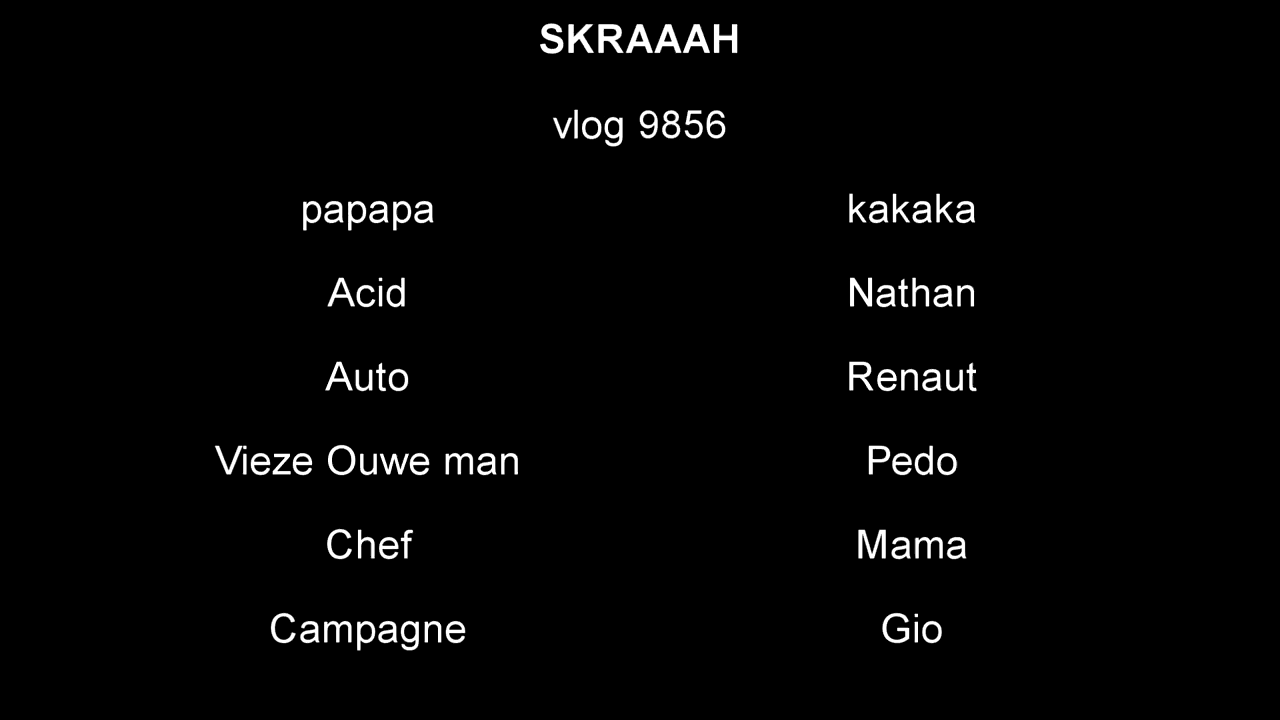 SKRAAAH
vlog 9856
papapa kakaka
Acid Nathan
Auto Renaut
Vieze Ouwe man Pedo
Chef Mama
Campagne Gio